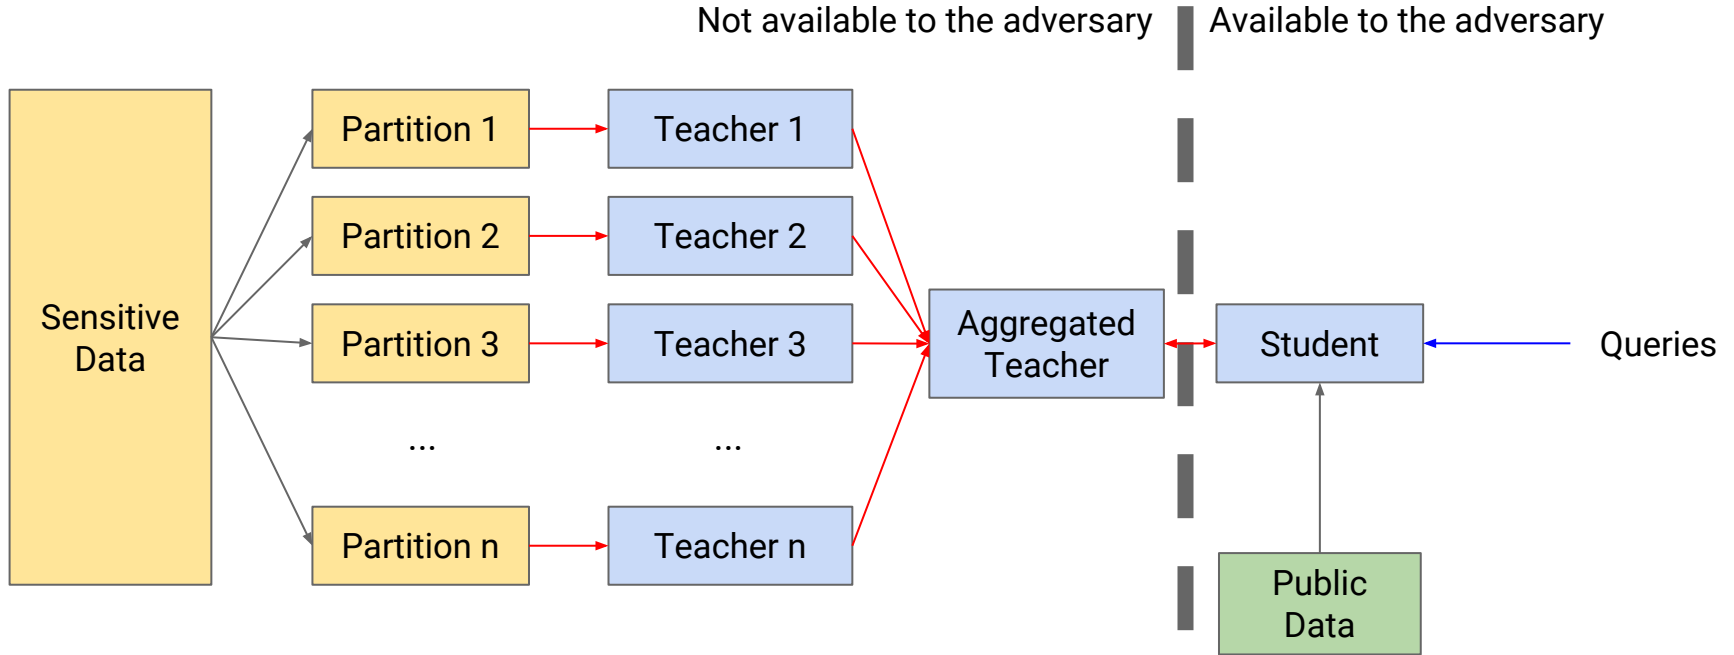 Not available to the adversary
Available to the adversary
Sensitive
Data
Partition 1
Teacher 1
Partition 2
Teacher 2
Partition 3
Teacher 3
...
...
Partition n
Teacher n
Aggregated
Teacher
Student
Queries
Public
Data